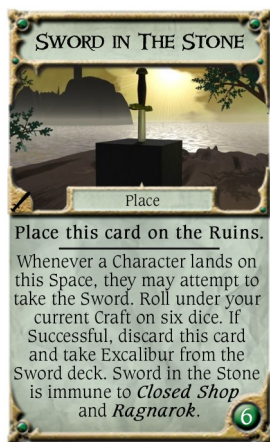 Sword in The Stone
Place
Place this card on the Ruins.
Whenever a Character lands on
this Space, they may attempt to
take the Sword. Roll under your
current Craft on six dice. If
Successful, discard this card
and take Excalibur from the
Sword deck. Sword in the Stone
is immune to Closed Shop
and Ragnarok.
6